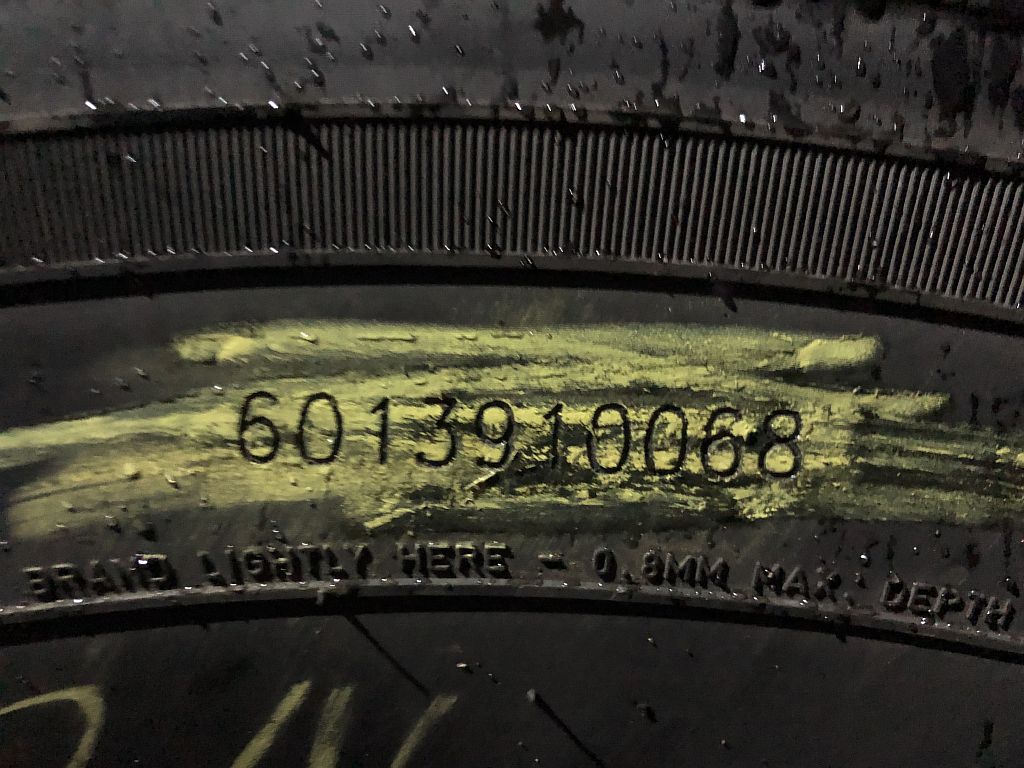 6013910068
BRAND LIGHTLY HERE - 0.8MM MAX. DEPTH